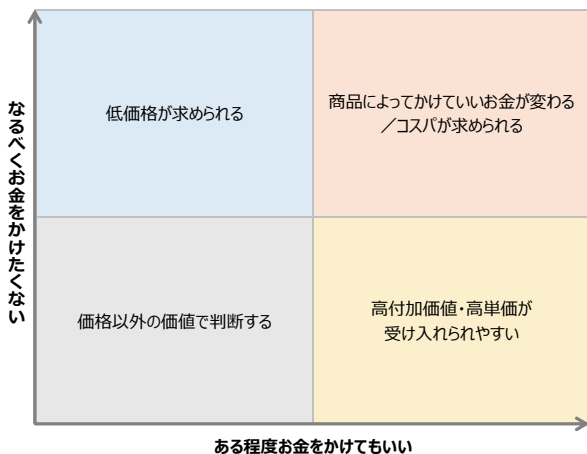 なるべくお金をかけたくない
低価格が求められる
商品によってかけていいお金が変わる
／コスパが求められる
価格以外の価値で判断する
高付加価値・高単価が
受け入れられやすい
ある程度お金をかけてもいい